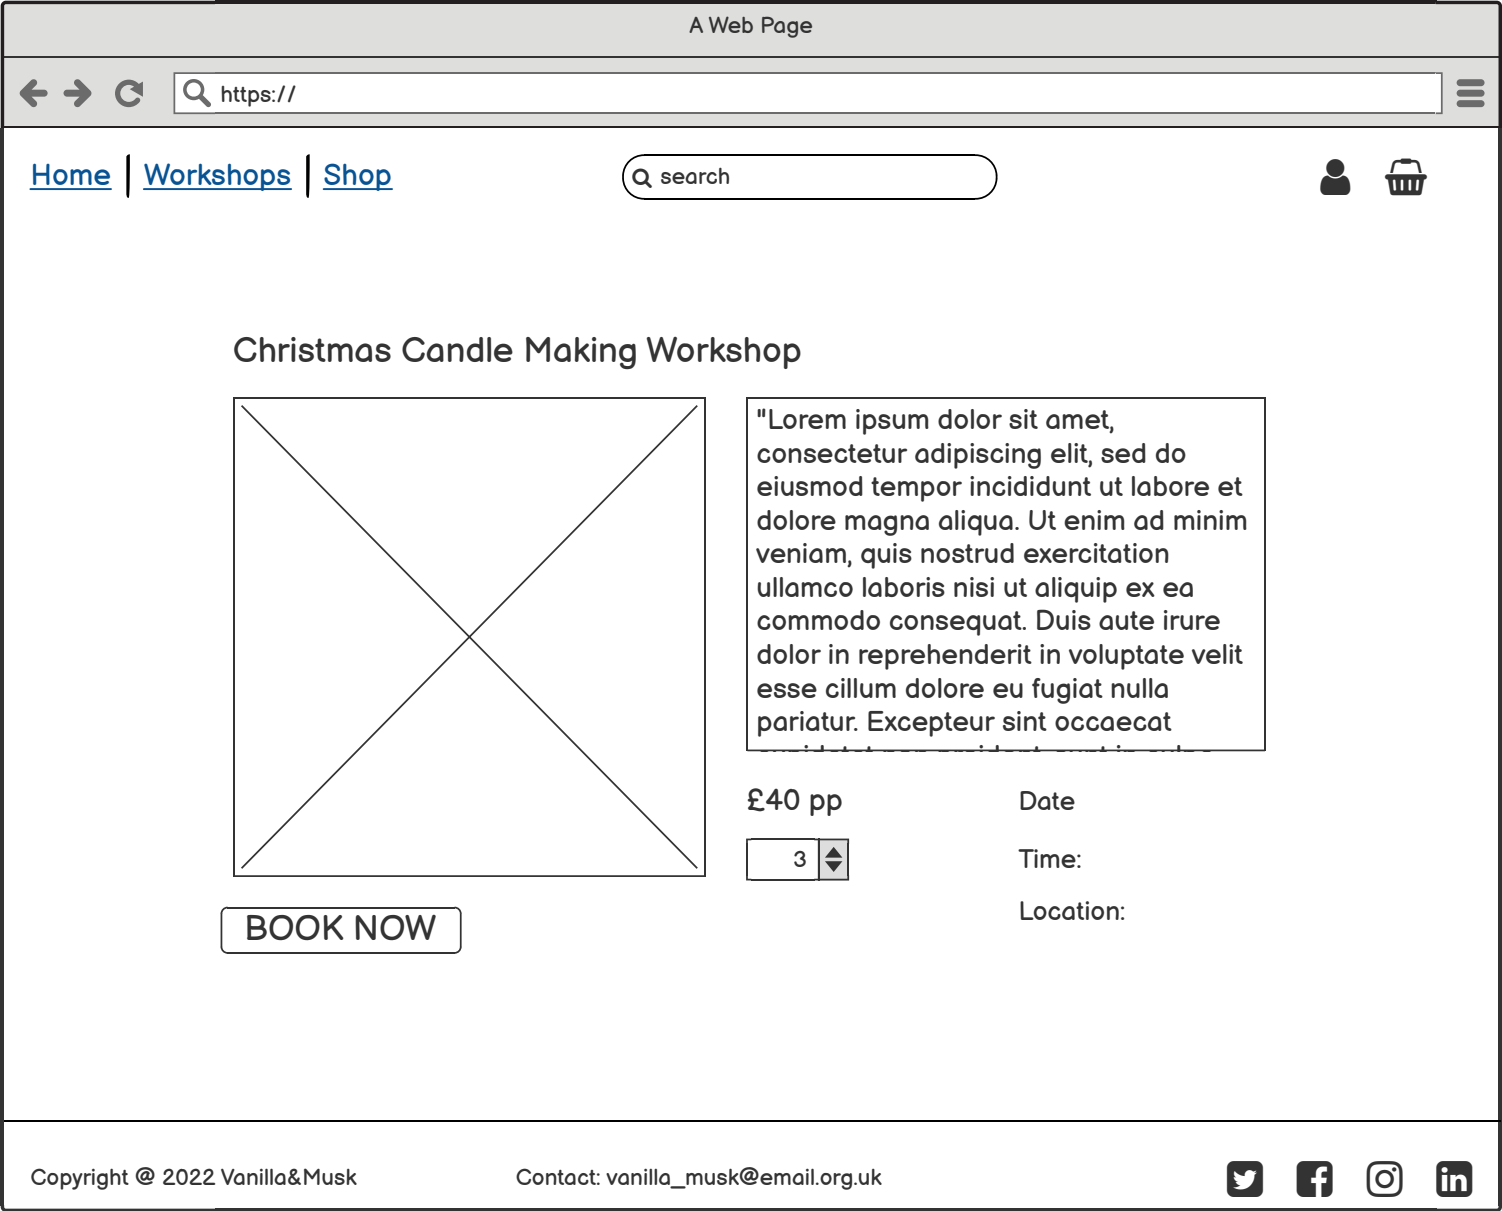 A Web Page
https://
Home Workshops Shop
search
Christmas Candle Making Workshop
"Lorem ipsum dolor sit amet,
consectetur adipiscing elit, sed do
eiusmod tempor incididunt ut labore et
dolore magna aliqua. Ut enim ad minim
veniam, quis nostrud exercitation
ullamco laboris nisi ut aliquip ex ea
commodo consequat. Duis aute irure
dolor in reprehenderit in voluptate velit
esse cillum dolore eu fugiat nulla
pariatur. Excepteur sint occaecat
£40 pp
Date
3
Time:
Location:
BOOK NOW
Copyright @ 2022 Vanilla&Musk
Contact: vanilla_musk@email.org.uk